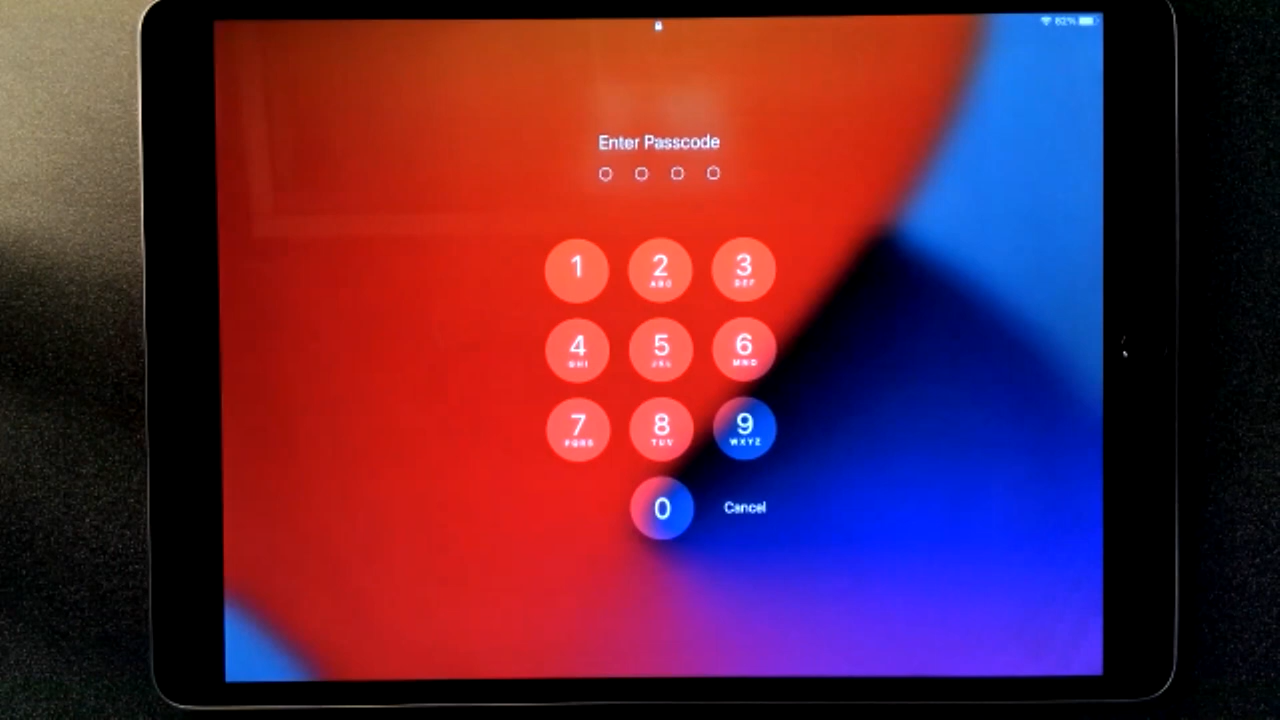 82%
Enter Passcode
1 2 3
ABC DEF
4 5 6
GHI JKL MNO
7 8 9
PQRS TUV WXYZ
0 Cancel